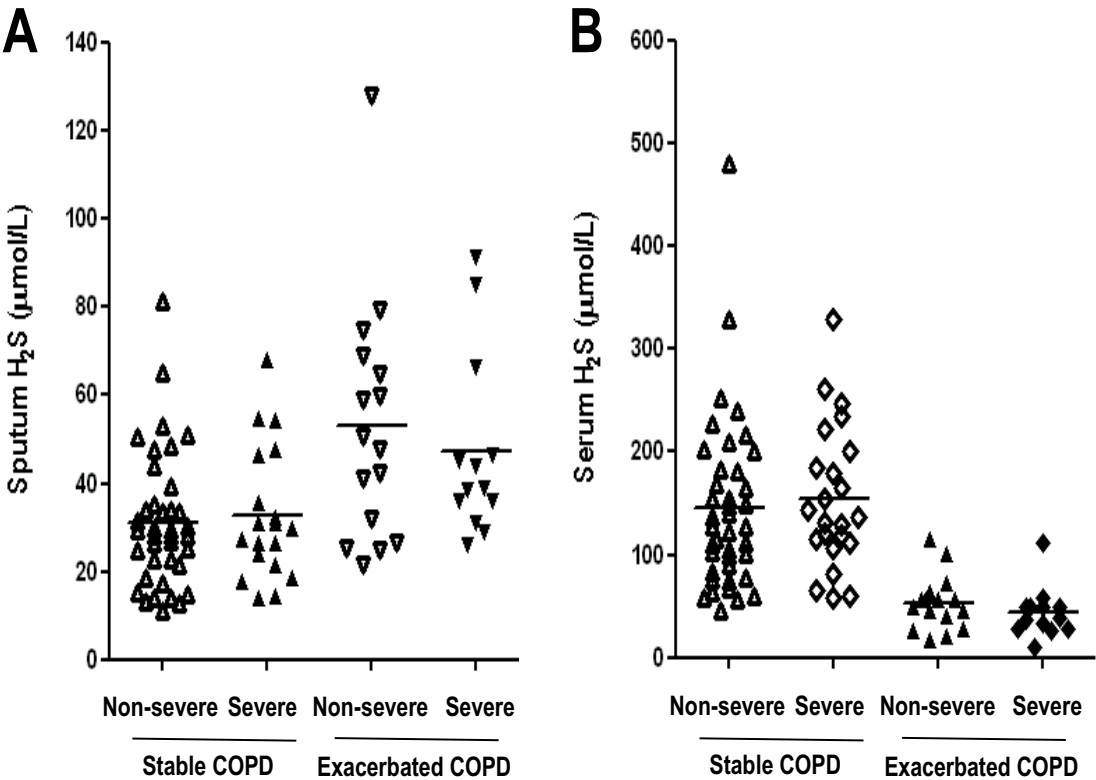 A
Sputum H₂S (µmol/L)
140
120
100
80
60
40
20
0
Non-severe Severe Non-severe Severe
Stable COPD Exacerbated COPD
B
Serum H₂S (µmol/L)
600
500
400
300
200
100
0
Non-severe Severe Non-severe Severe
Stable COPD Exacerbated COPD